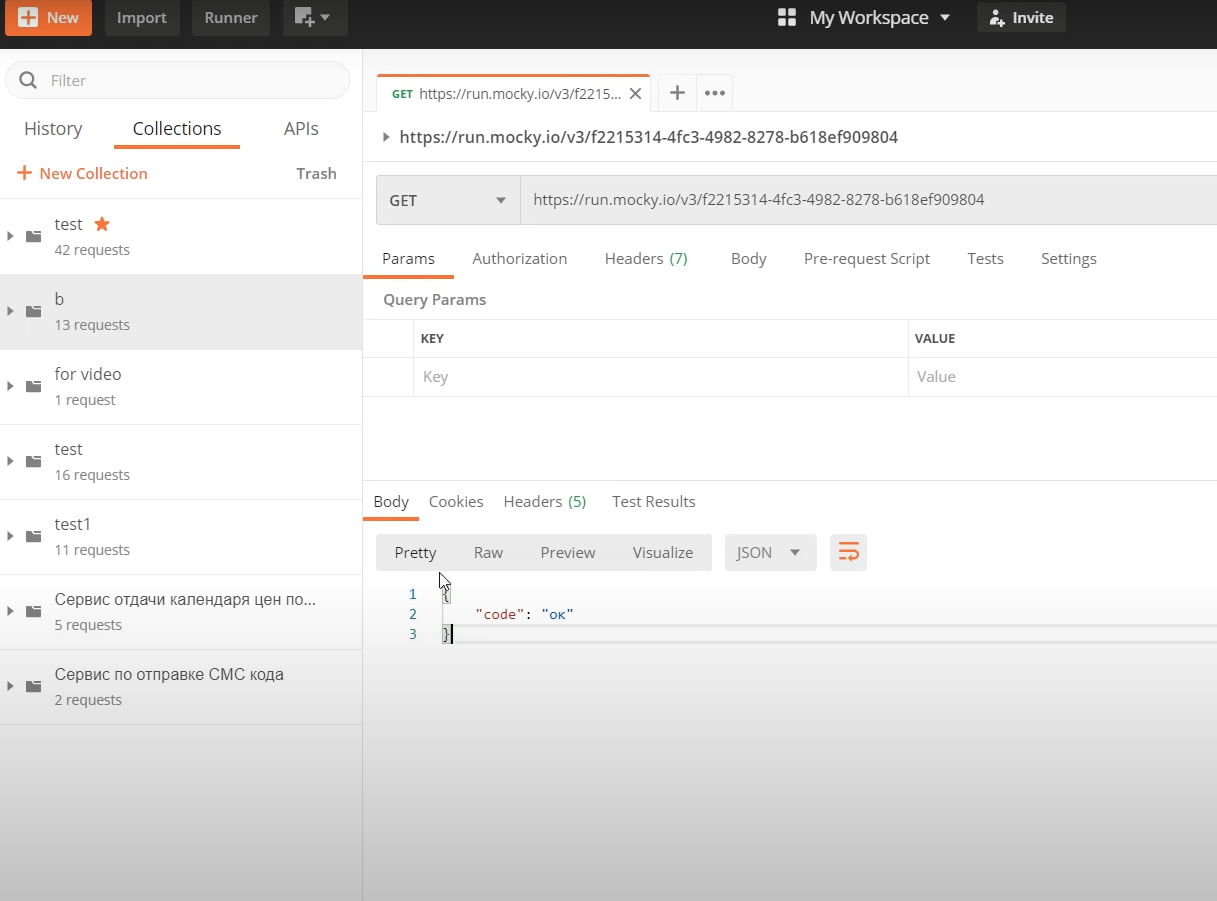 New Import Runner My Workspace Invite
Filter
History Collections APIs
New Collection Trash
test
42 requests
b
13 requests
for video
1 request
test
16 requests
test1
11 requests
Сервис отдачи календаря цен по...
5 requests
Сервис по отправке СМС кода
2 requests
GET https://run.mocky.io/v3/f2215...
https://run.mocky.io/v3/f2215314-4fc3-4982-8278-b618ef909804
GET https://run.mocky.io/v3/f2215314-4fc3-4982-8278-b618ef909804
Params Authorization Headers (7) Body Pre-request Script Tests Settings
Query Params
KEY VALUE
Key Value
Body Cookies Headers (5) Test Results
Pretty Raw Preview Visualize JSON
1 {
2 "code": "ок"
3 }